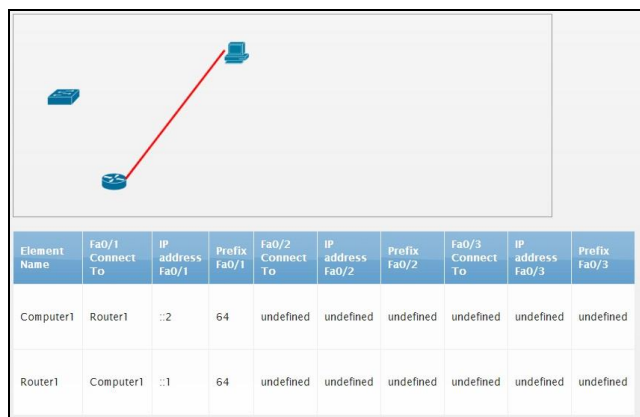 Element Name Fa0/1 Connect To IP address Fa0/1 Prefix Fa0/1 Fa0/2 Connect To IP address Fa0/2 Prefix Fa0/2 Fa0/3 Connect To IP address Fa0/3 Prefix Fa0/3
Computer1 Router1 ::2 64 undefined undefined undefined undefined undefined undefined
Router1 Computer1 ::1 64 undefined undefined undefined undefined undefined undefined